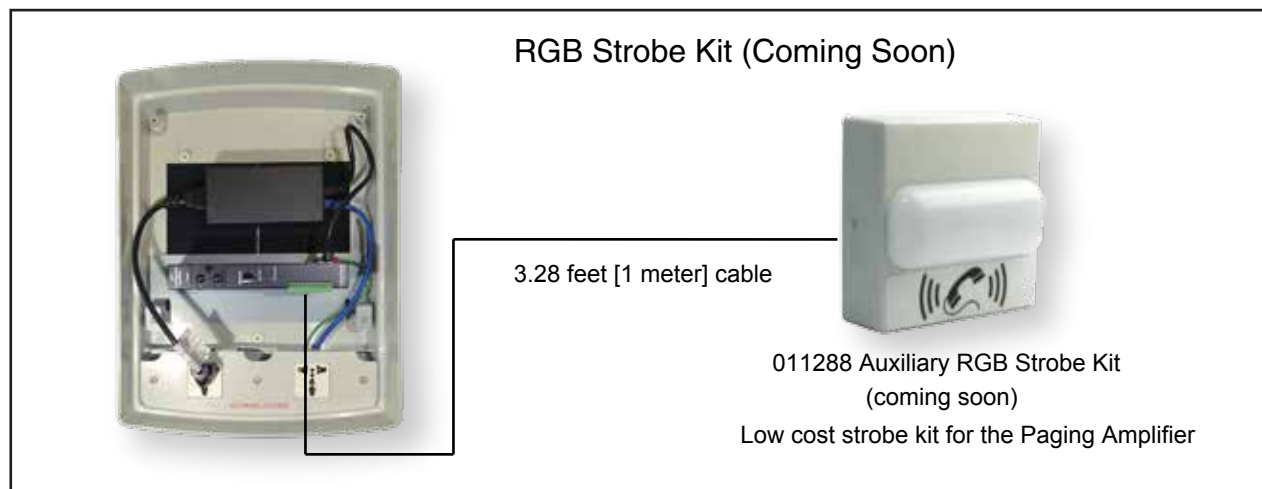 RGB Strobe Kit (Coming Soon)
3.28 feet [1 meter] cable
011288 Auxiliary RGB Strobe Kit
(coming soon)
Low cost strobe kit for the Paging Amplifier